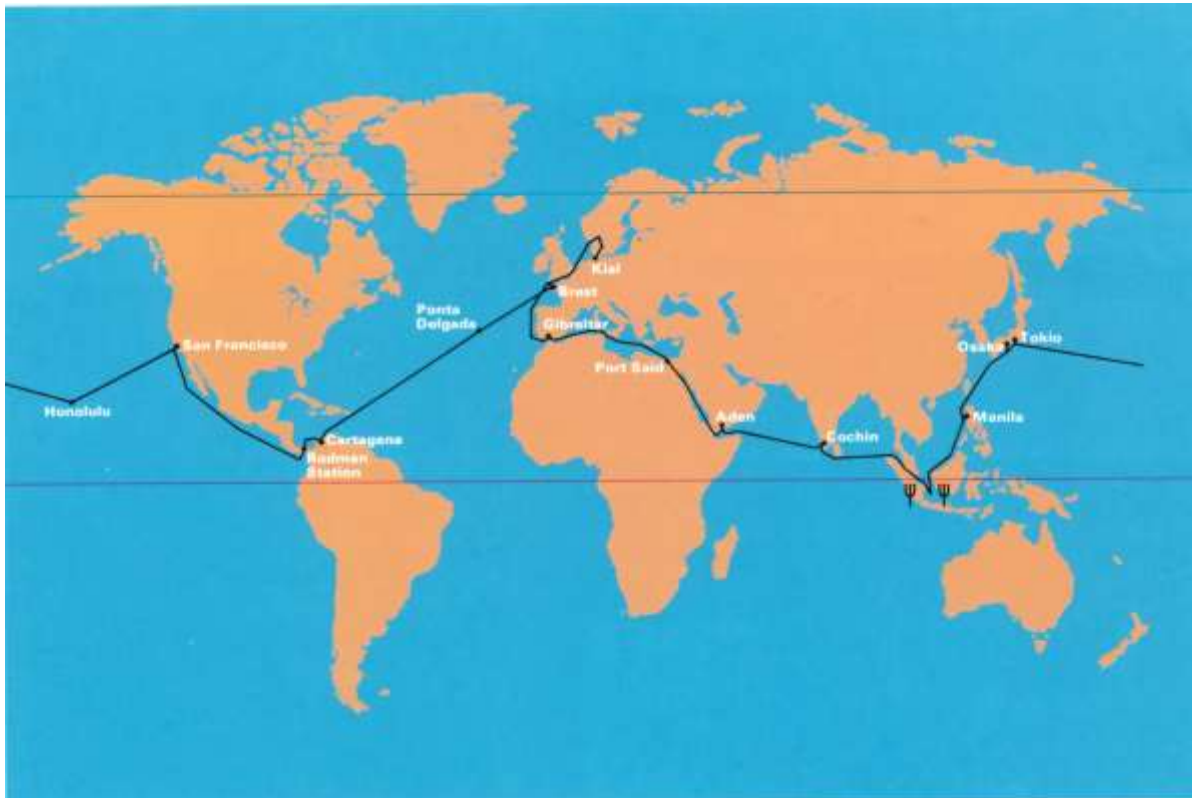 Kiel
Brest
Ponta
Delgada
Gibraltar
San Francisco
Osaka
Tokio
Port Said
Honolulu
Aden
Manila
Cartagena
Cochin
Rodman
Station